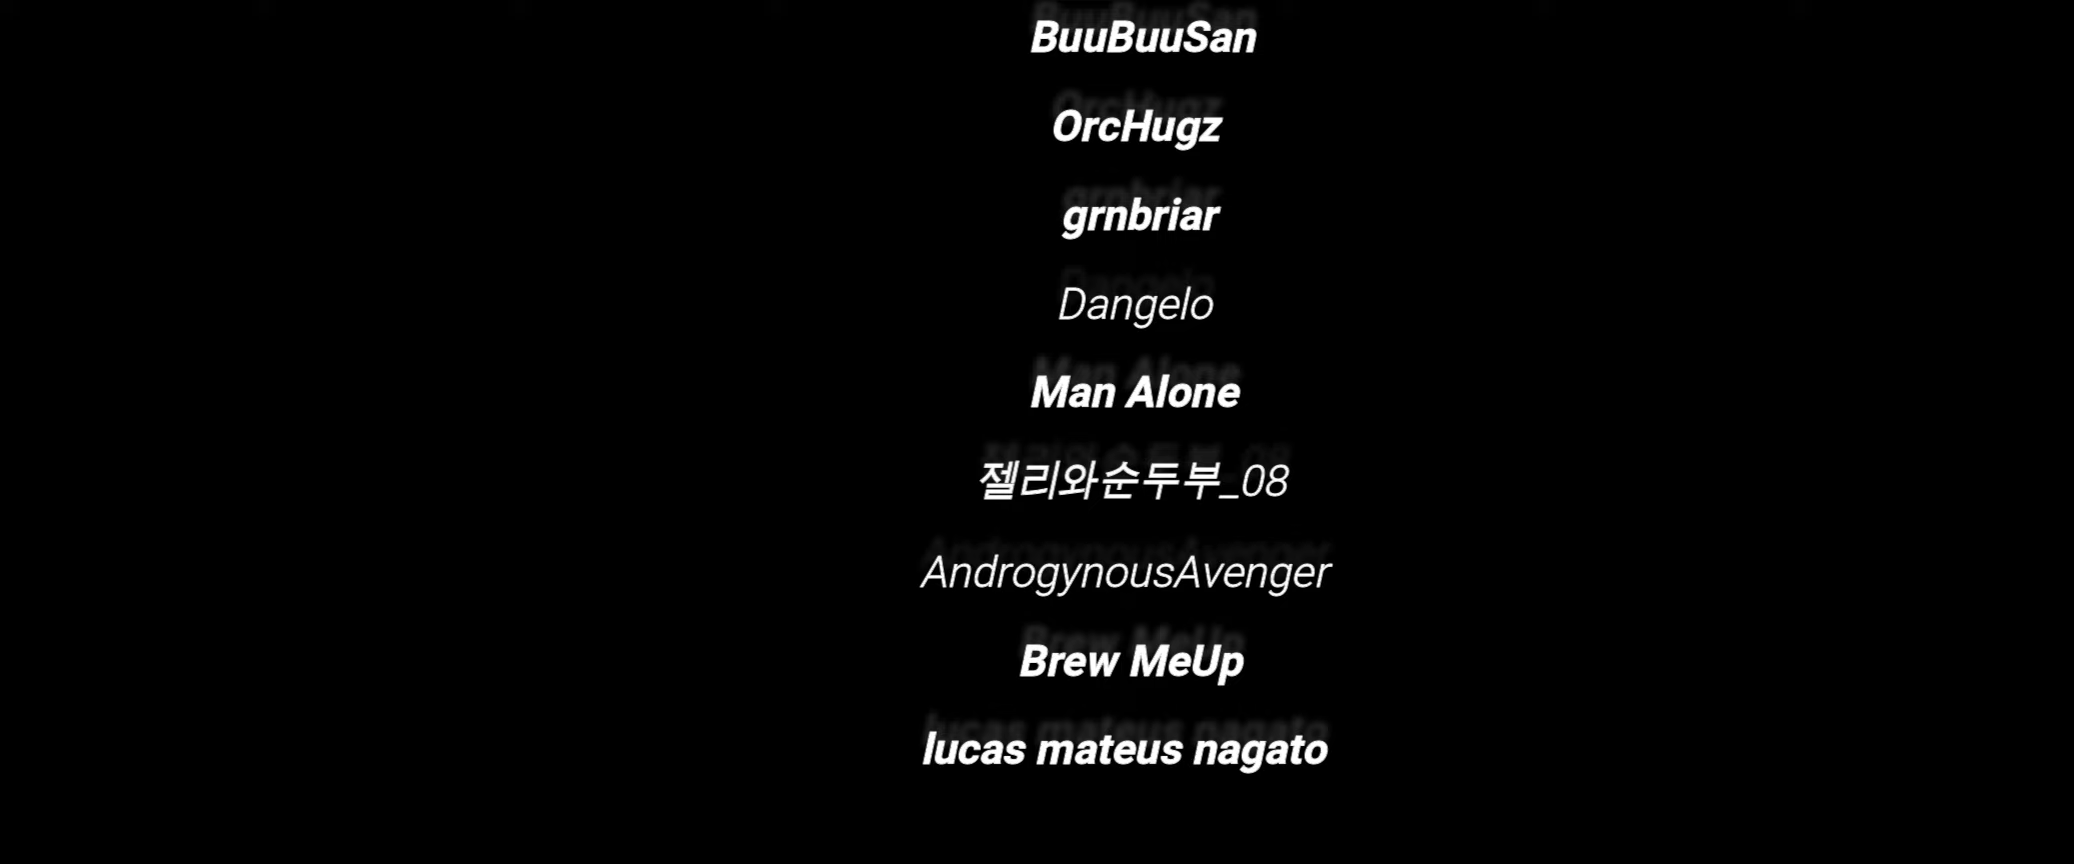 BuuBuuSan
OrcHugz
grnbriar
Dangelo
Man Alone
젤리와순두부_08
AndrogynousAvenger
Brew MeUp
lucas mateus nagato